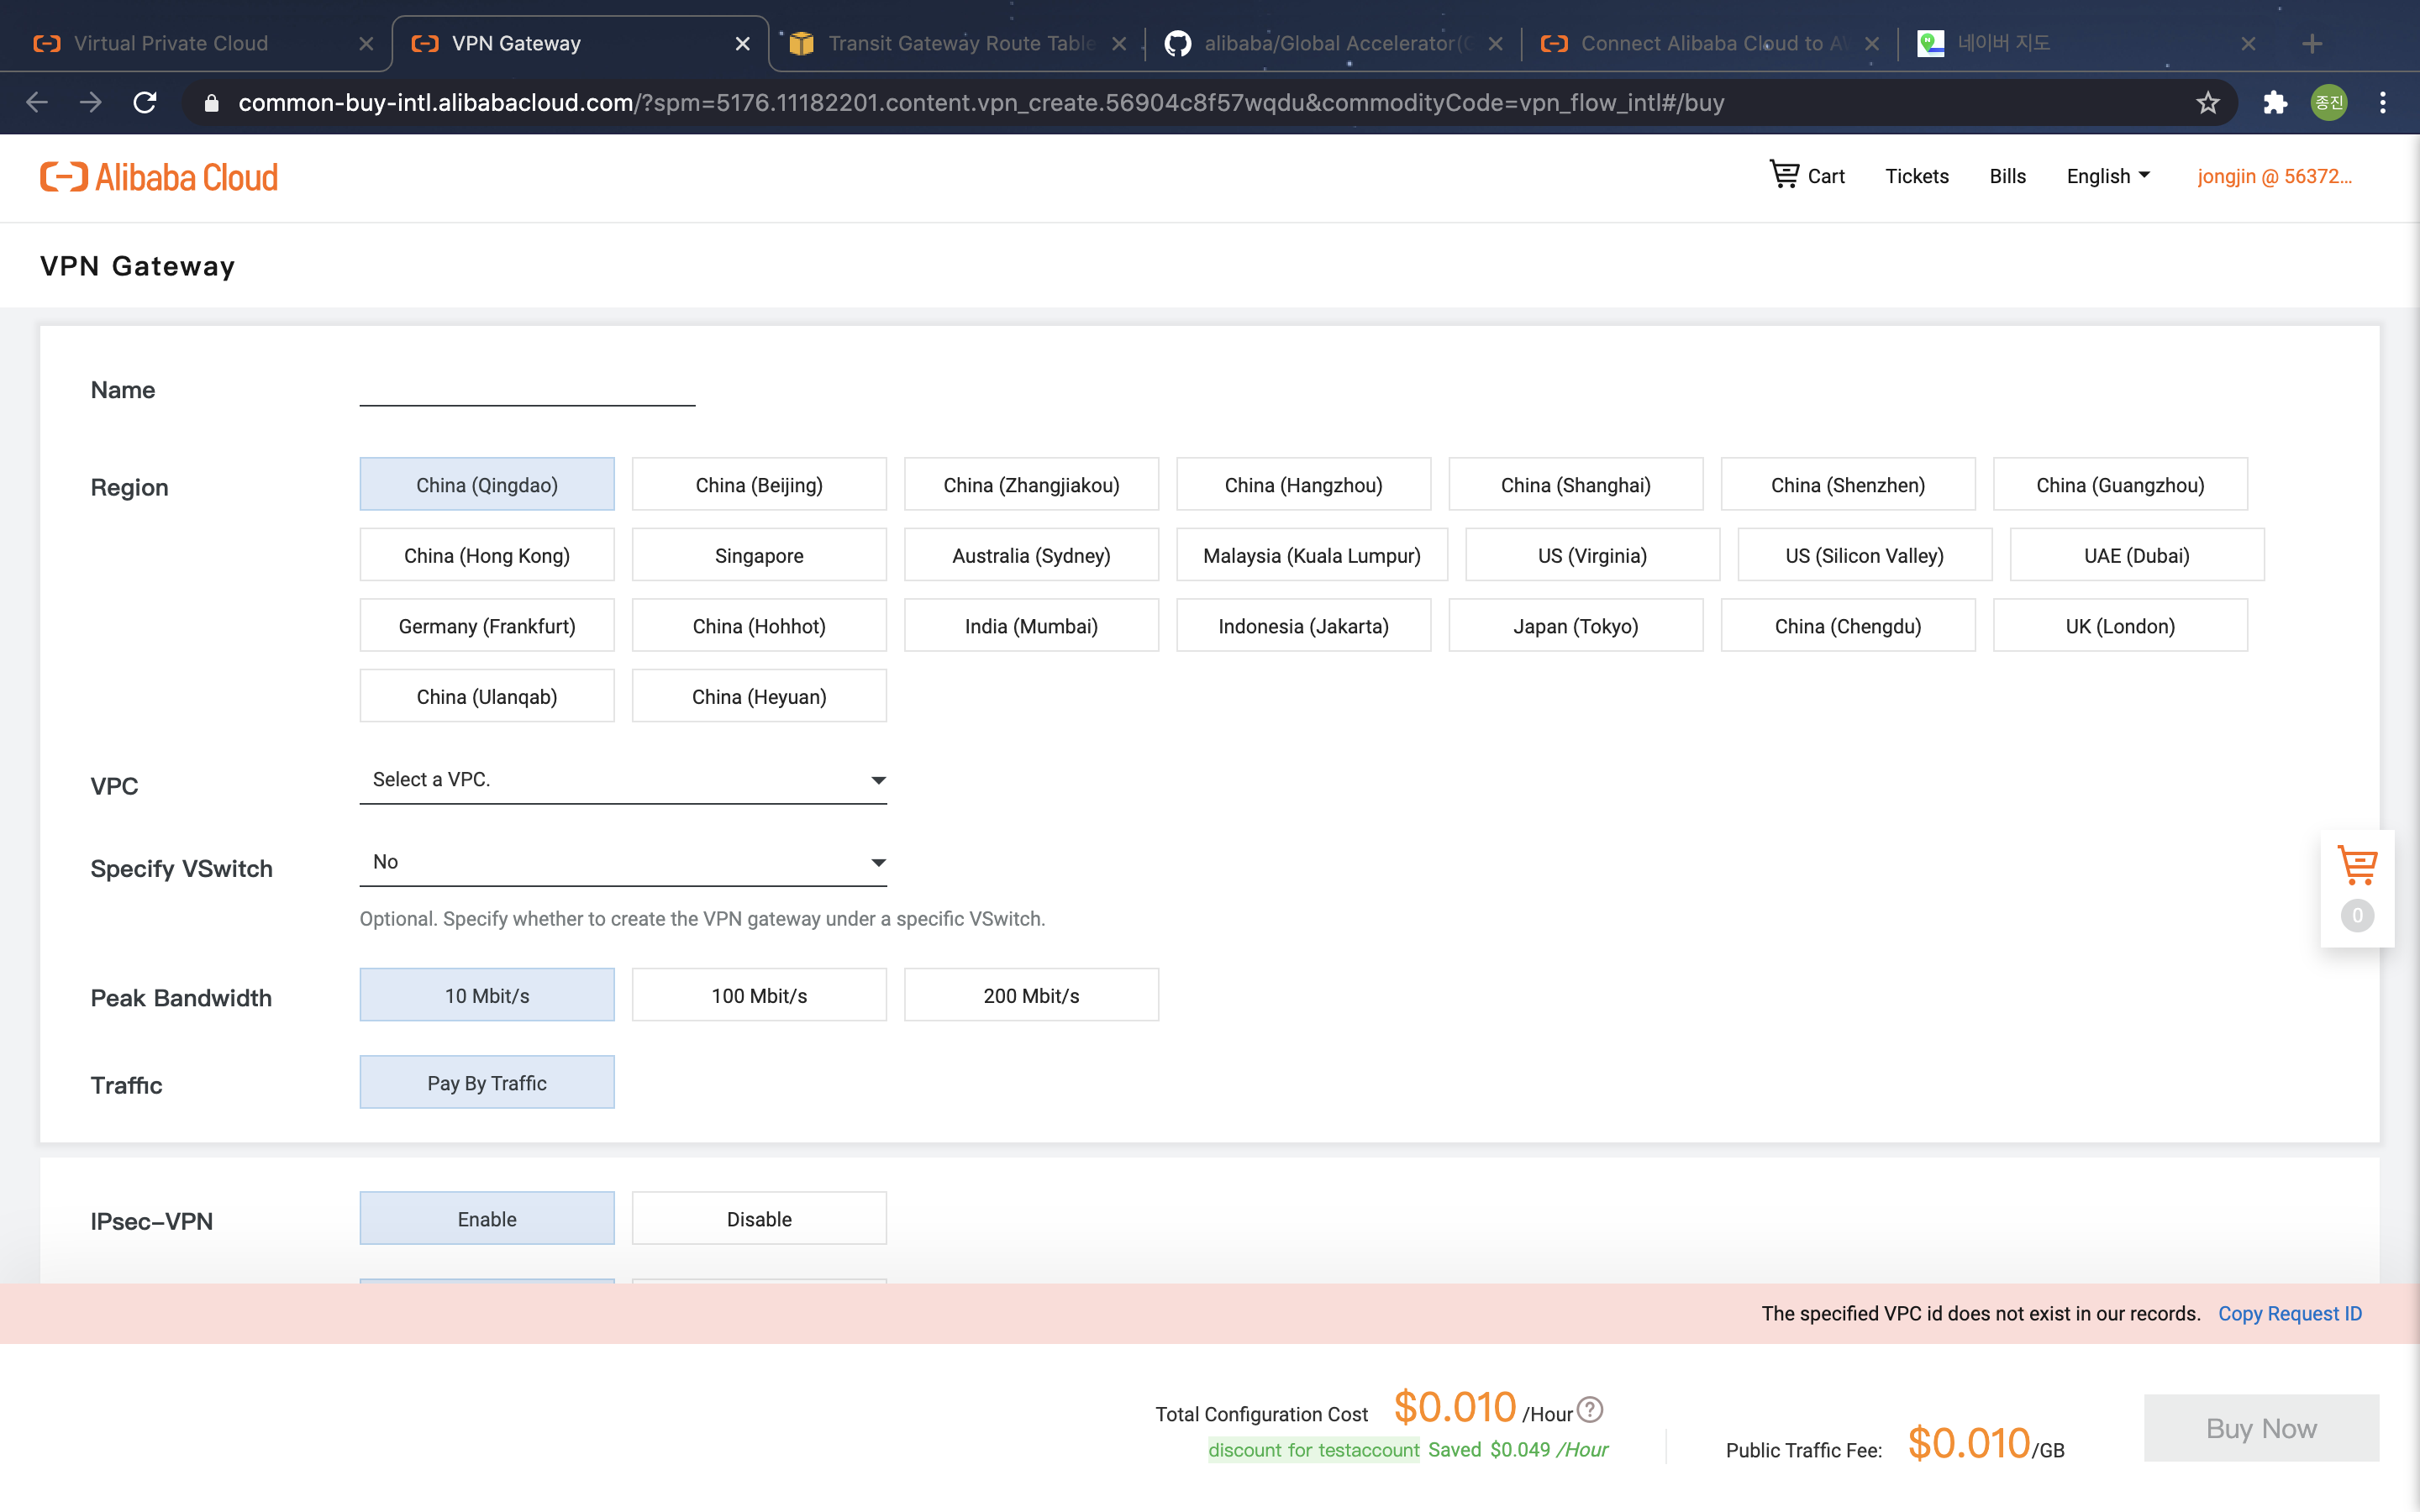 Virtual Private Cloud
VPN Gateway
Transit Gateway Route Table
alibaba/Global Accelerator(
Connect Alibaba Cloud to A
네이버 지도
common-buy-intl.alibabacloud.com/?spm=5176.11182201.content.vpn_create.56904c8f57wqdu&commodityCode=vpn_flow_intl#/buy
종진
Alibaba Cloud
Cart
Tickets
Bills
English
jongjin @ 56372...
VPN Gateway
Name
Region
China (Qingdao)
China (Beijing)
China (Zhangjiakou)
China (Hangzhou)
China (Shanghai)
China (Shenzhen)
China (Guangzhou)
China (Hong Kong)
Singapore
Australia (Sydney)
Malaysia (Kuala Lumpur)
US (Virginia)
US (Silicon Valley)
UAE (Dubai)
Germany (Frankfurt)
China (Hohhot)
India (Mumbai)
Indonesia (Jakarta)
Japan (Tokyo)
China (Chengdu)
UK (London)
China (Ulanqab)
China (Heyuan)
VPC
Select a VPC.
Specify VSwitch
No
Optional. Specify whether to create the VPN gateway under a specific VSwitch.
0
Peak Bandwidth
10 Mbit/s
100 Mbit/s
200 Mbit/s
Traffic
Pay By Traffic
IPsec-VPN
Enable
Disable
The specified VPC id does not exist in our records.
Copy Request ID
Total Configuration Cost $0.010 /Hour ?
discount for testaccount Saved $0.049 /Hour
Public Traffic Fee: $0.010/GB
Buy Now